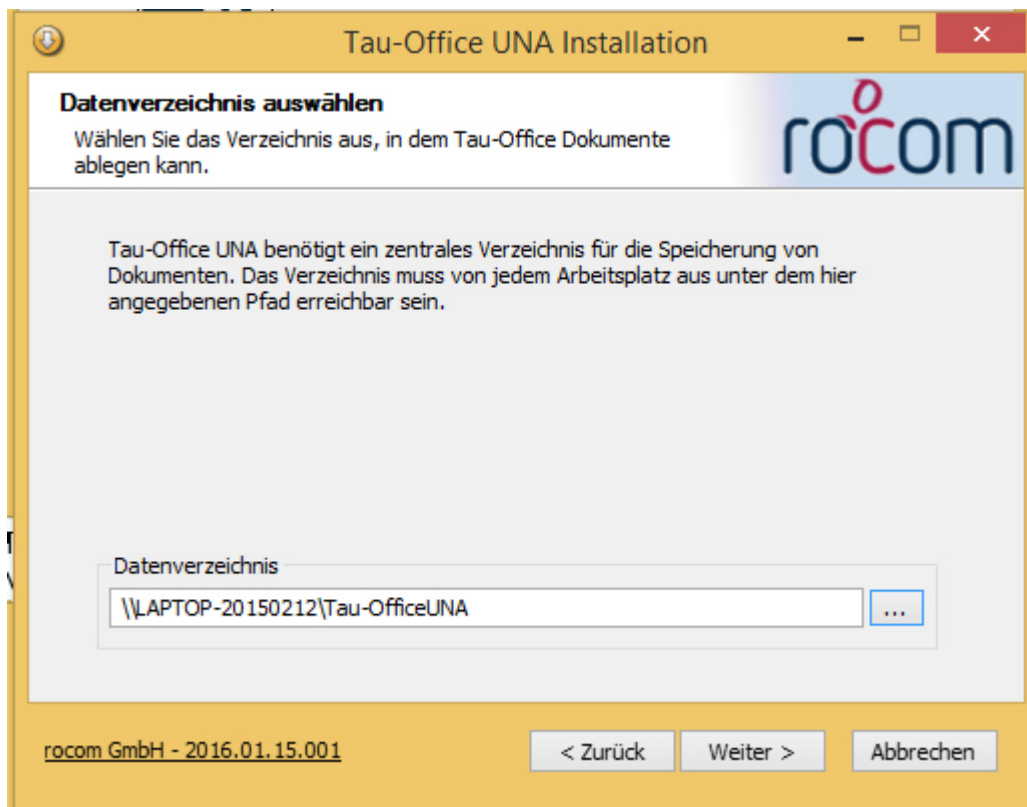 Tau-Office UNA Installation
Datenverzeichnis auswählen
Wählen Sie das Verzeichnis aus, in dem Tau-Office Dokumente
ablegen kann.
rocom
Tau-Office UNA benötigt ein zentrales Verzeichnis für die Speicherung von
Dokumenten. Das Verzeichnis muss von jedem Arbeitsplatz aus unter dem hier
angegebenen Pfad erreichbar sein.
Datenverzeichnis
\\LAPTOP-20150212\Tau-OfficeUNA
...
rocom GmbH - 2016.01.15.001
< Zurück
Weiter >
Abbrechen